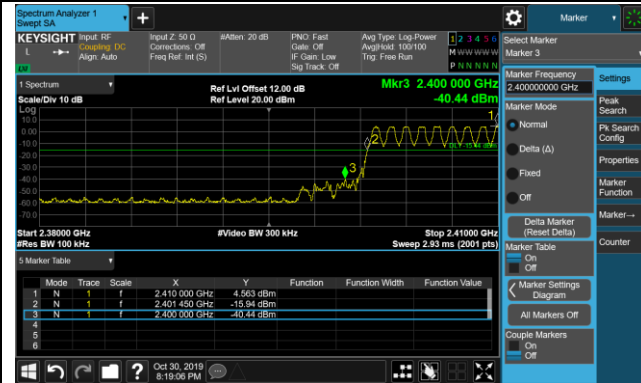 Spectrum Analyzer 1
Swept SA
+
Marker
KEYSIGHT
L
Input: RF
Coupling: DC
Align: Auto
Input Z: 50 Ω
Corrections: Off
Freq Ref: Int (S)
#Atten: 20 dB
PNO: Fast
Gate: Off
IF Gain: Low
Sig Track: Off
Avg Type: Log-Power
Avg|Hold: 100/100
Trig: Free Run
1 2 3 4 5 6
M W W W W W
P N N N N N
Select Marker
Marker 3
1 Spectrum
Scale/Div 10 dB
Ref Lvl Offset 12.00 dB
Ref Level 20.00 dBm
Mkr3 2.400 000 GHz
-40.44 dBm
Log
10.0
0.00
-10.0
-20.0
-30.0
-40.0
-50.0
-60.0
-70.0
1
2
3
Start 2.38000 GHz
#Res BW 100 kHz
#Video BW 300 kHz
Stop 2.41000 GHz
Sweep 2.93 ms (2001 pts)
5 Marker Table
Mode Trace Scale X Y Function Function Width Function Value
1 N 1 f 2.410 000 GHz 4.563 dBm
2 N 1 f 2.401 450 GHz -15.94 dBm
3 N 1 f 2.400 000 GHz -40.44 dBm
4
5
6
Marker Frequency
2.400000000 GHz
Marker Mode
Normal
Delta (Δ)
Fixed
Off
Delta Marker
(Reset Delta)
Marker Table
On
Off
Marker Settings
Diagram
All Markers Off
Couple Markers
On
Off
Settings
Peak
Search
Pk Search
Config
Properties
Marker
Function
Marker→
Counter
?
Oct 30, 2019
8:19:06 PM